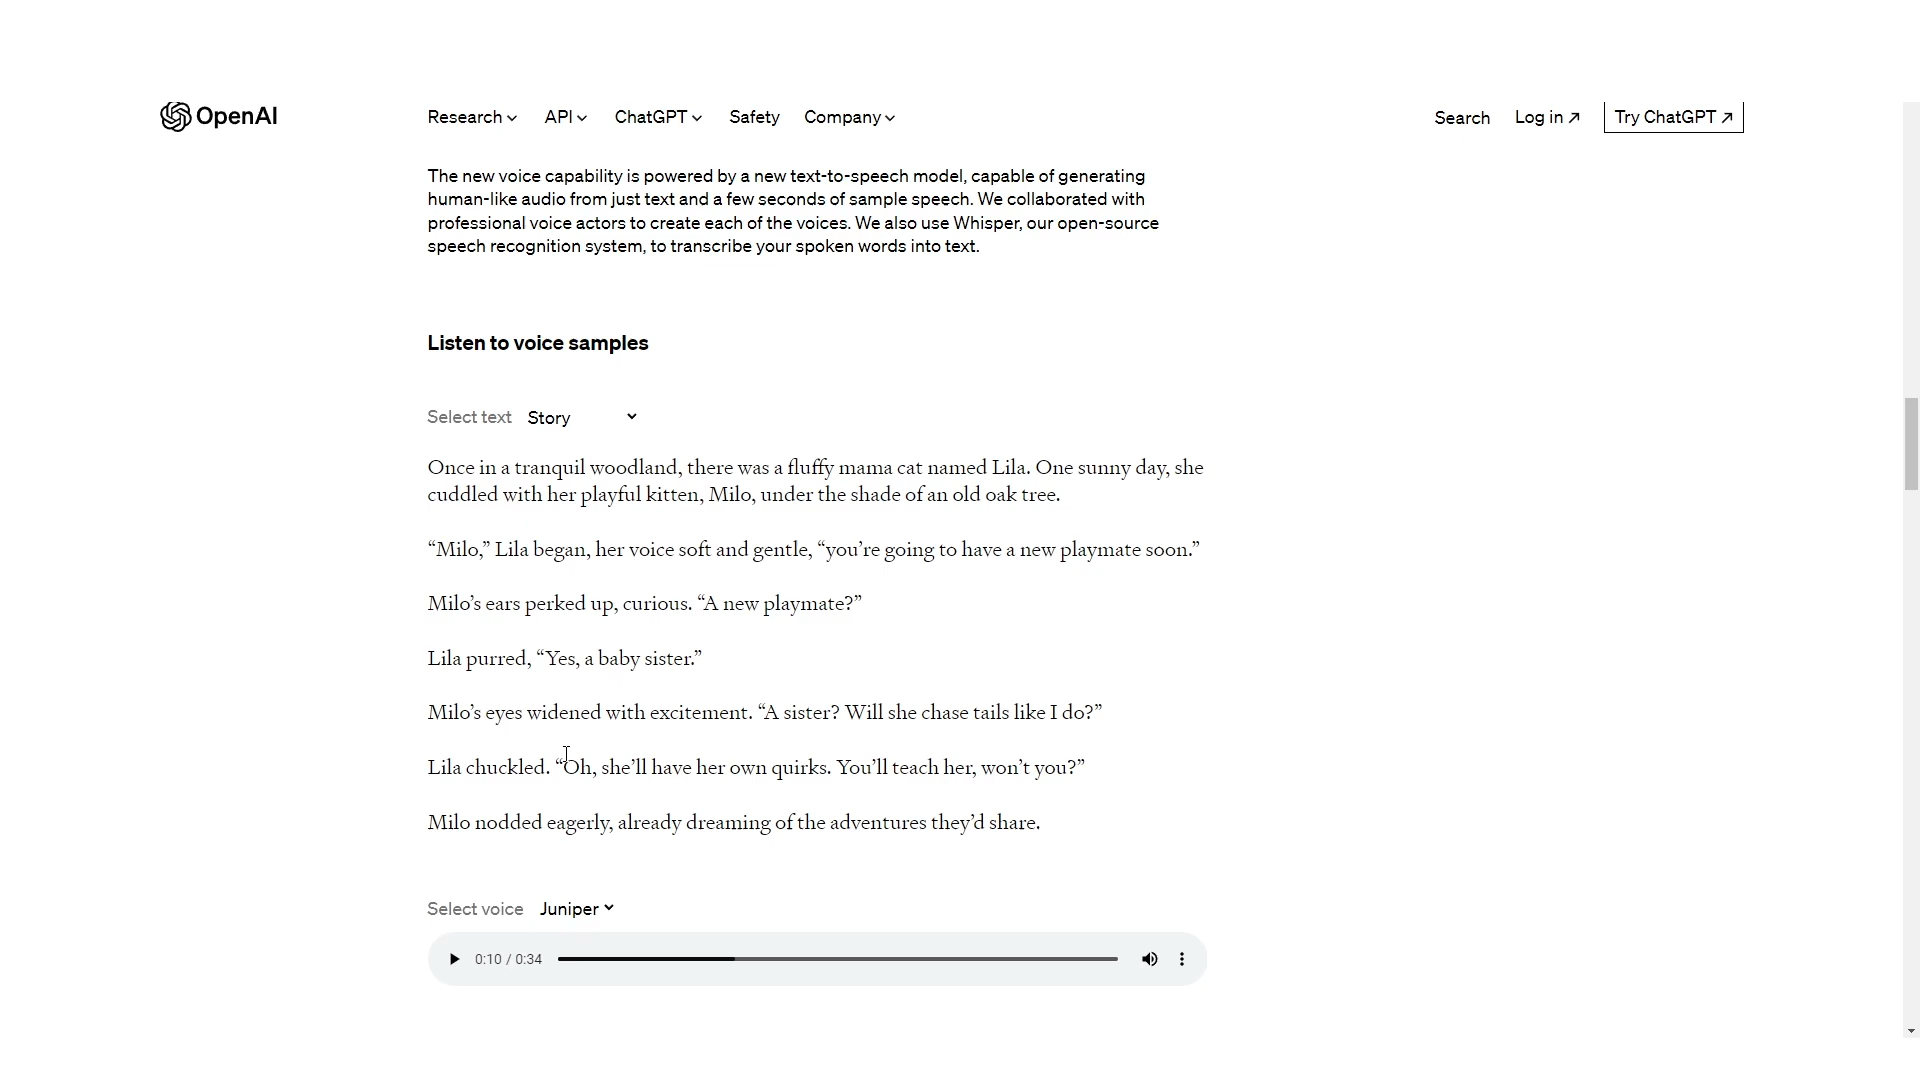 OpenAI
Research API ChatGPT Safety Company
Search Log in ↗ Try ChatGPT ↗
The new voice capability is powered by a new text-to-speech model, capable of generating
human-like audio from just text and a few seconds of sample speech. We collaborated with
professional voice actors to create each of the voices. We also use Whisper, our open-source
speech recognition system, to transcribe your spoken words into text.
Listen to voice samples
Select text Story
Once in a tranquil woodland, there was a fluffy mama cat named Lila. One sunny day, she
cuddled with her playful kitten, Milo, under the shade of an old oak tree.
“Milo,” Lila began, her voice soft and gentle, “you’re going to have a new playmate soon.”
Milo’s ears perked up, curious. “A new playmate?”
Lila purred, “Yes, a baby sister.”
Milo’s eyes widened with excitement. “A sister? Will she chase tails like I do?”
Lila chuckled. “Oh, she’ll have her own quirks. You’ll teach her, won’t you?”
Milo nodded eagerly, already dreaming of the adventures they’d share.
Select voice Juniper
0:10 / 0:34